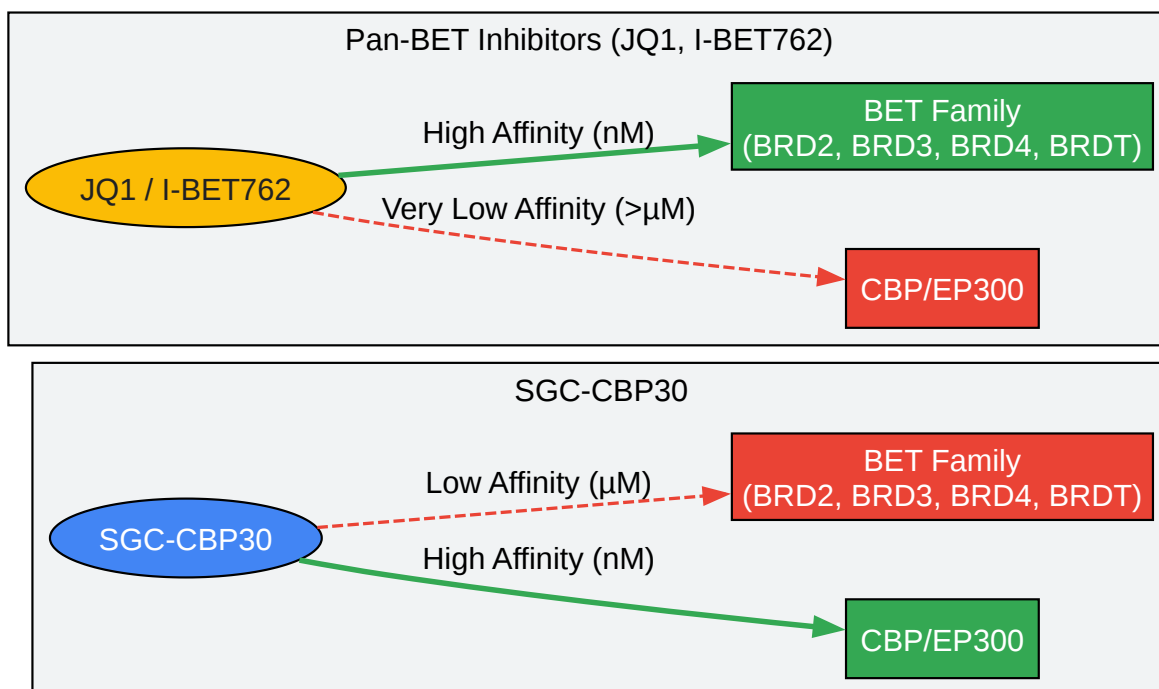 Pan-BET Inhibitors (JQ1, I-BET762)
BET Family
(BRD2, BRD3, BRD4, BRDT)
High Affinity (nM)
JQ1 / I-BET762
Very Low Affinity (>µM)
CBP/EP300
SGC-CBP30
BET Family
(BRD2, BRD3, BRD4, BRDT)
Low Affinity (µM)
SGC-CBP30
High Affinity (nM)
CBP/EP300